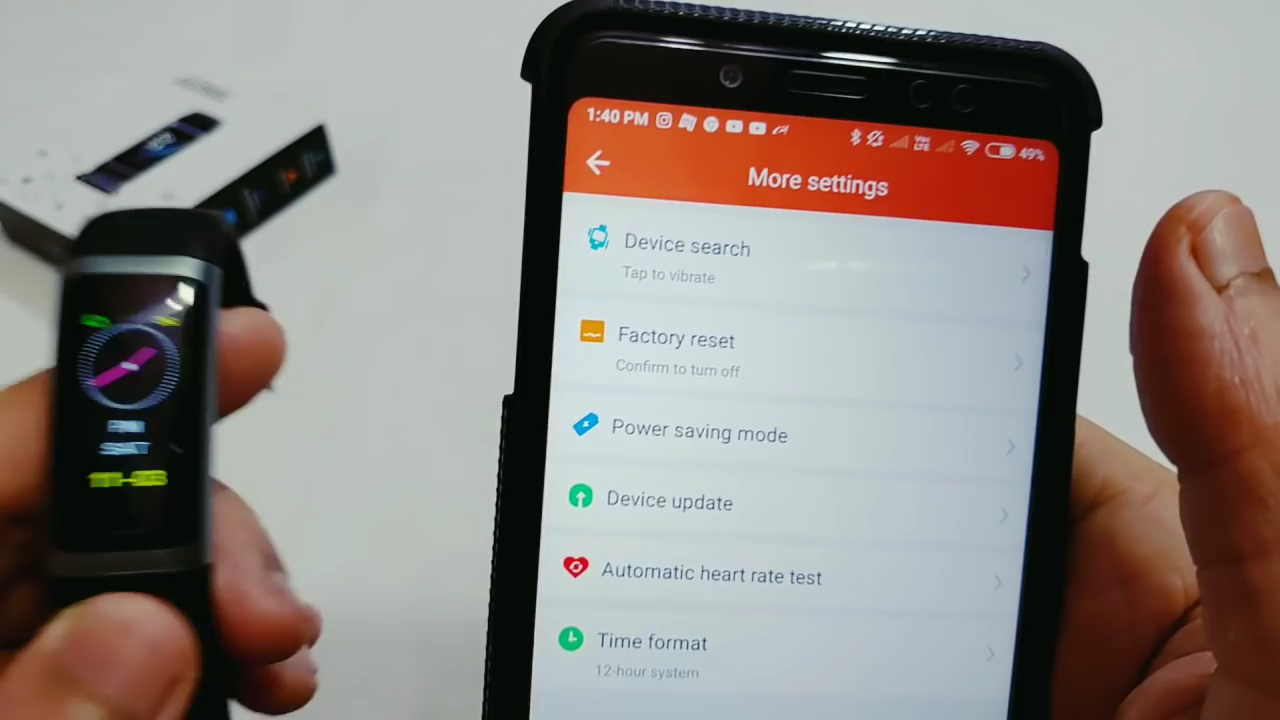 1:40 PM
49%
More settings
Device search
Tap to vibrate
Factory reset
Confirm to turn off
Power saving mode
Device update
Automatic heart rate test
Time format
12-hour system